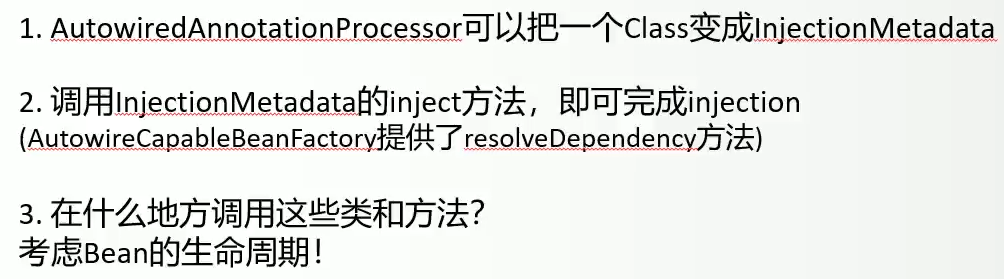 1. AutowiredAnnotationProcessor可以把一个Class变成InjectionMetadata
2. 调用InjectionMetadata的inject方法，即可完成injection
(AutowireCapableBeanFactory提供了resolveDependency方法)
3. 在什么地方调用这些类和方法？
考虑Bean的生命周期！